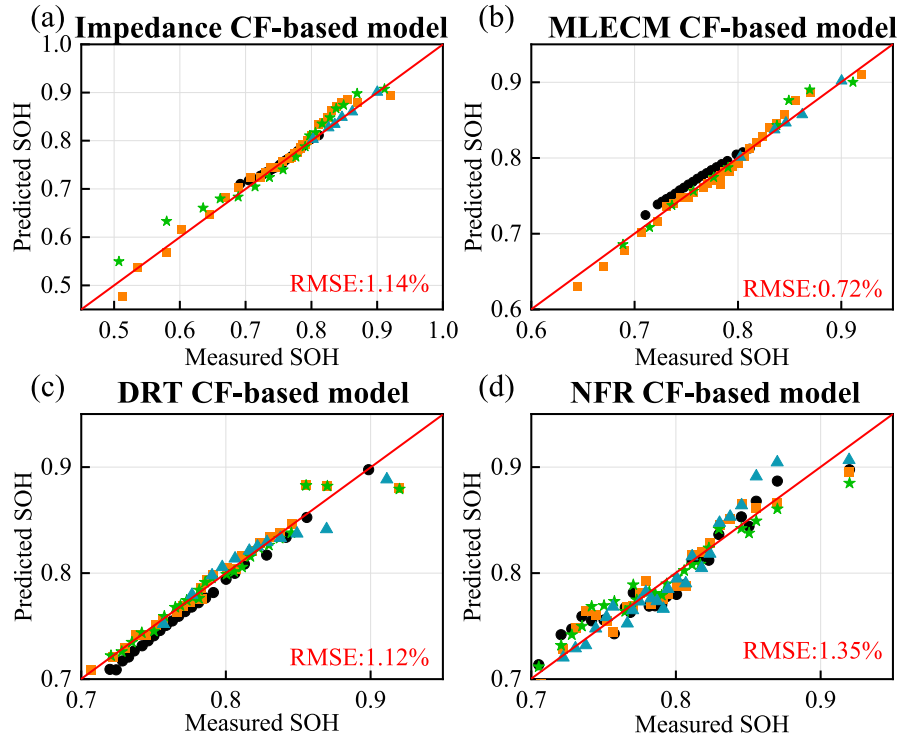 (a)
Impedance CF-based model
1.0
0.9
0.8
0.7
0.6
0.5
Predicted SOH
RMSE:1.14%
0.5 0.6 0.7 0.8 0.9 1.0
Measured SOH
(b)
MLECM CF-based model
0.9
0.8
0.7
0.6
Predicted SOH
RMSE:0.72%
0.6 0.7 0.8 0.9
Measured SOH
(c)
DRT CF-based model
0.9
0.8
0.7
Predicted SOH
RMSE:1.12%
0.7 0.8 0.9
Measured SOH
(d)
NFR CF-based model
0.9
0.8
0.7
Predicted SOH
RMSE:1.35%
0.7 0.8 0.9
Measured SOH